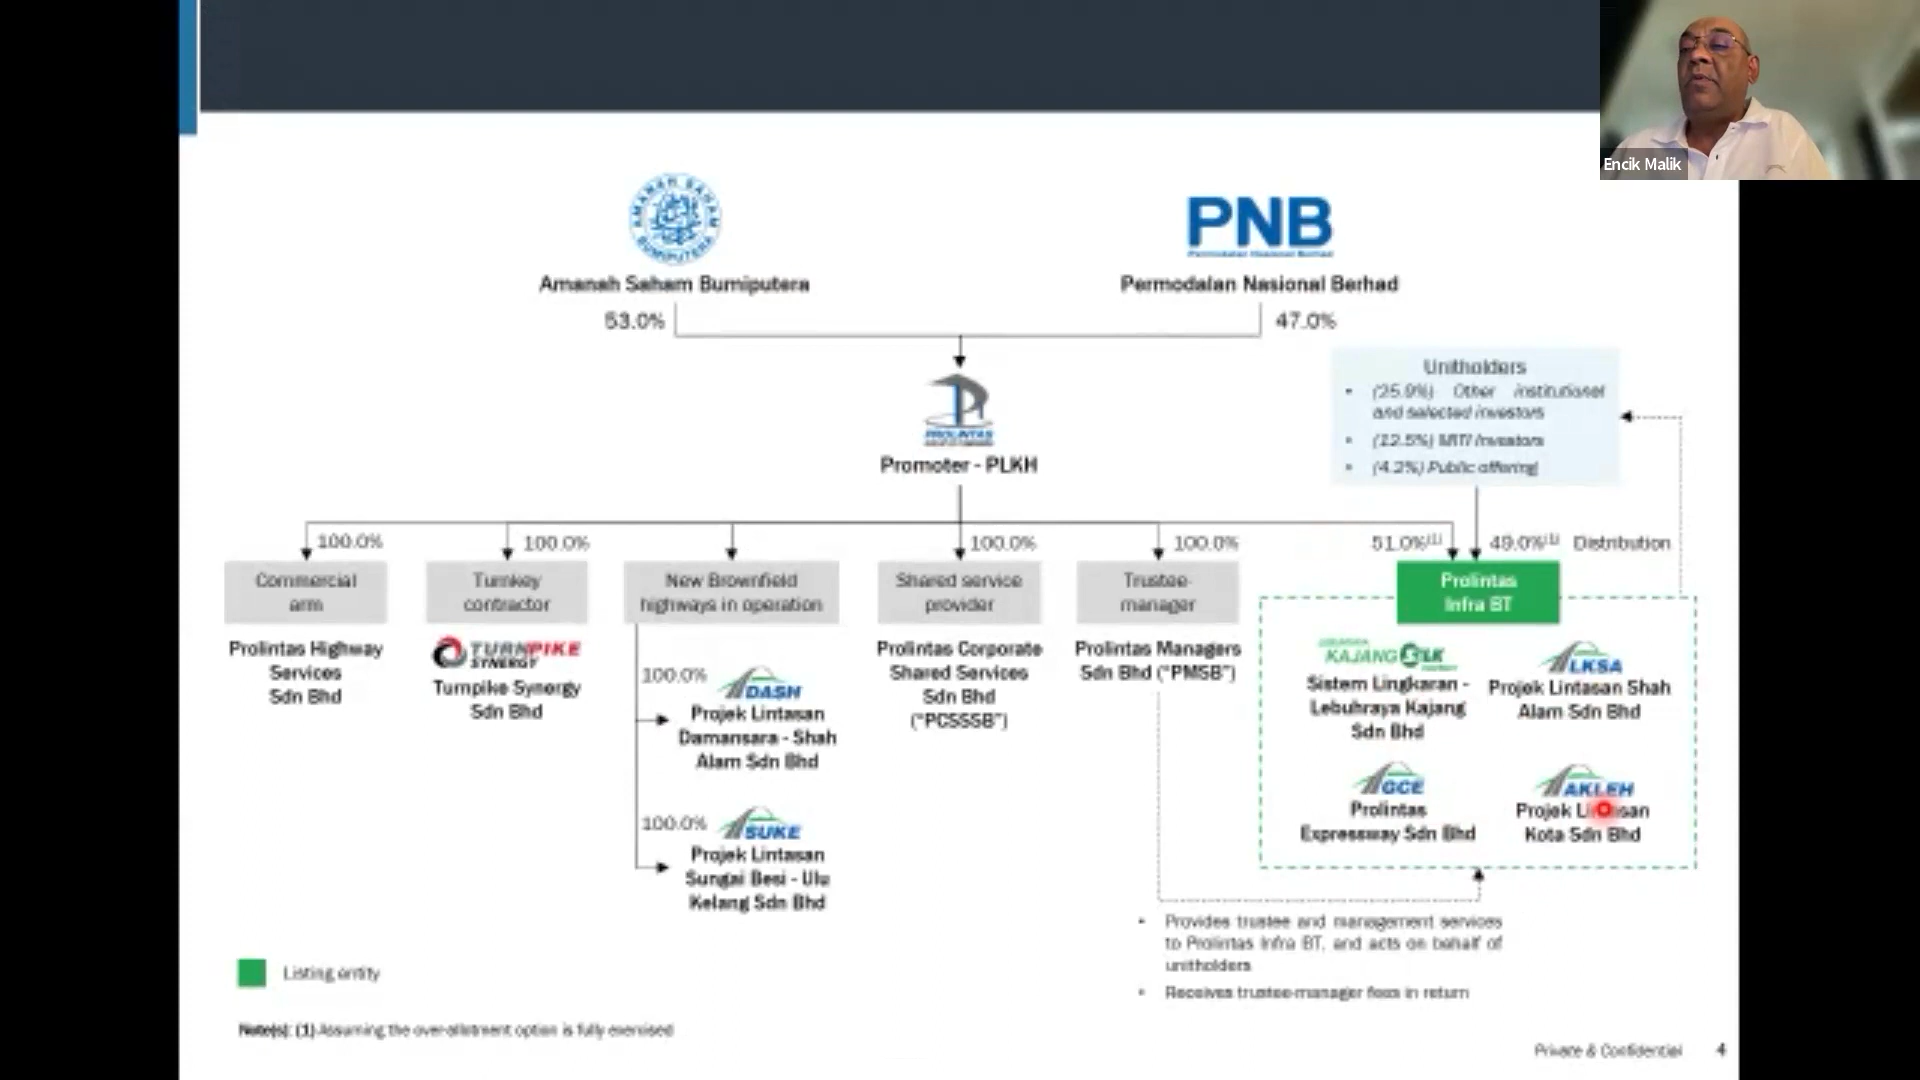 Encik Malik
AMANAH SAHAM
BUMIPUTERA
PNB
Permodalan Nasional Berhad
Amanah Saham Bumiputera
Permodalan Nasional Berhad
53.0%
47.0%
Unitholders
• (25.9%) Other institutional
and selected investors
• (12.5%) MITI Investors
• (4.2%) Public offering
PROLINTAS
Promoter - PLKH
100.0%
100.0%
100.0%
100.0%
51.0%(1)
49.0%(1)
Distribution
Commercial
arm
Turnkey
contractor
New Brownfield
highways in operation
Shared service
provider
Trustee-
manager
Prolintas
Infra BT
Prolintas Highway
Services
Sdn Bhd
TURNPIKE
SYNERGY
Turnpike Synergy
Sdn Bhd
100.0%
DASH
Projek Lintasan
Damansara - Shah
Alam Sdn Bhd
100.0%
SUKE
Projek Lintasan
Sungai Besi - Ulu
Kelang Sdn Bhd
Prolintas Corporate
Shared Services
Sdn Bhd
("PCSSSB")
Prolintas Managers
Sdn Bhd ("PMSB")
KAJANG SILK
Sistem Lingkaran -
Lebuhraya Kajang
Sdn Bhd
LKSA
Projek Lintasan Shah
Alam Sdn Bhd
GCE
Prolintas
Expressway Sdn Bhd
AKLEH
Projek Lintasan
Kota Sdn Bhd
• Provides trustee and management services
to Prolintas Infra BT, and acts on behalf of
unitholders
• Receives trustee-manager fees in return
Listing entity
Note(s): (1) Assuming the over-allotment option is fully exercised
Private & Confidential 4